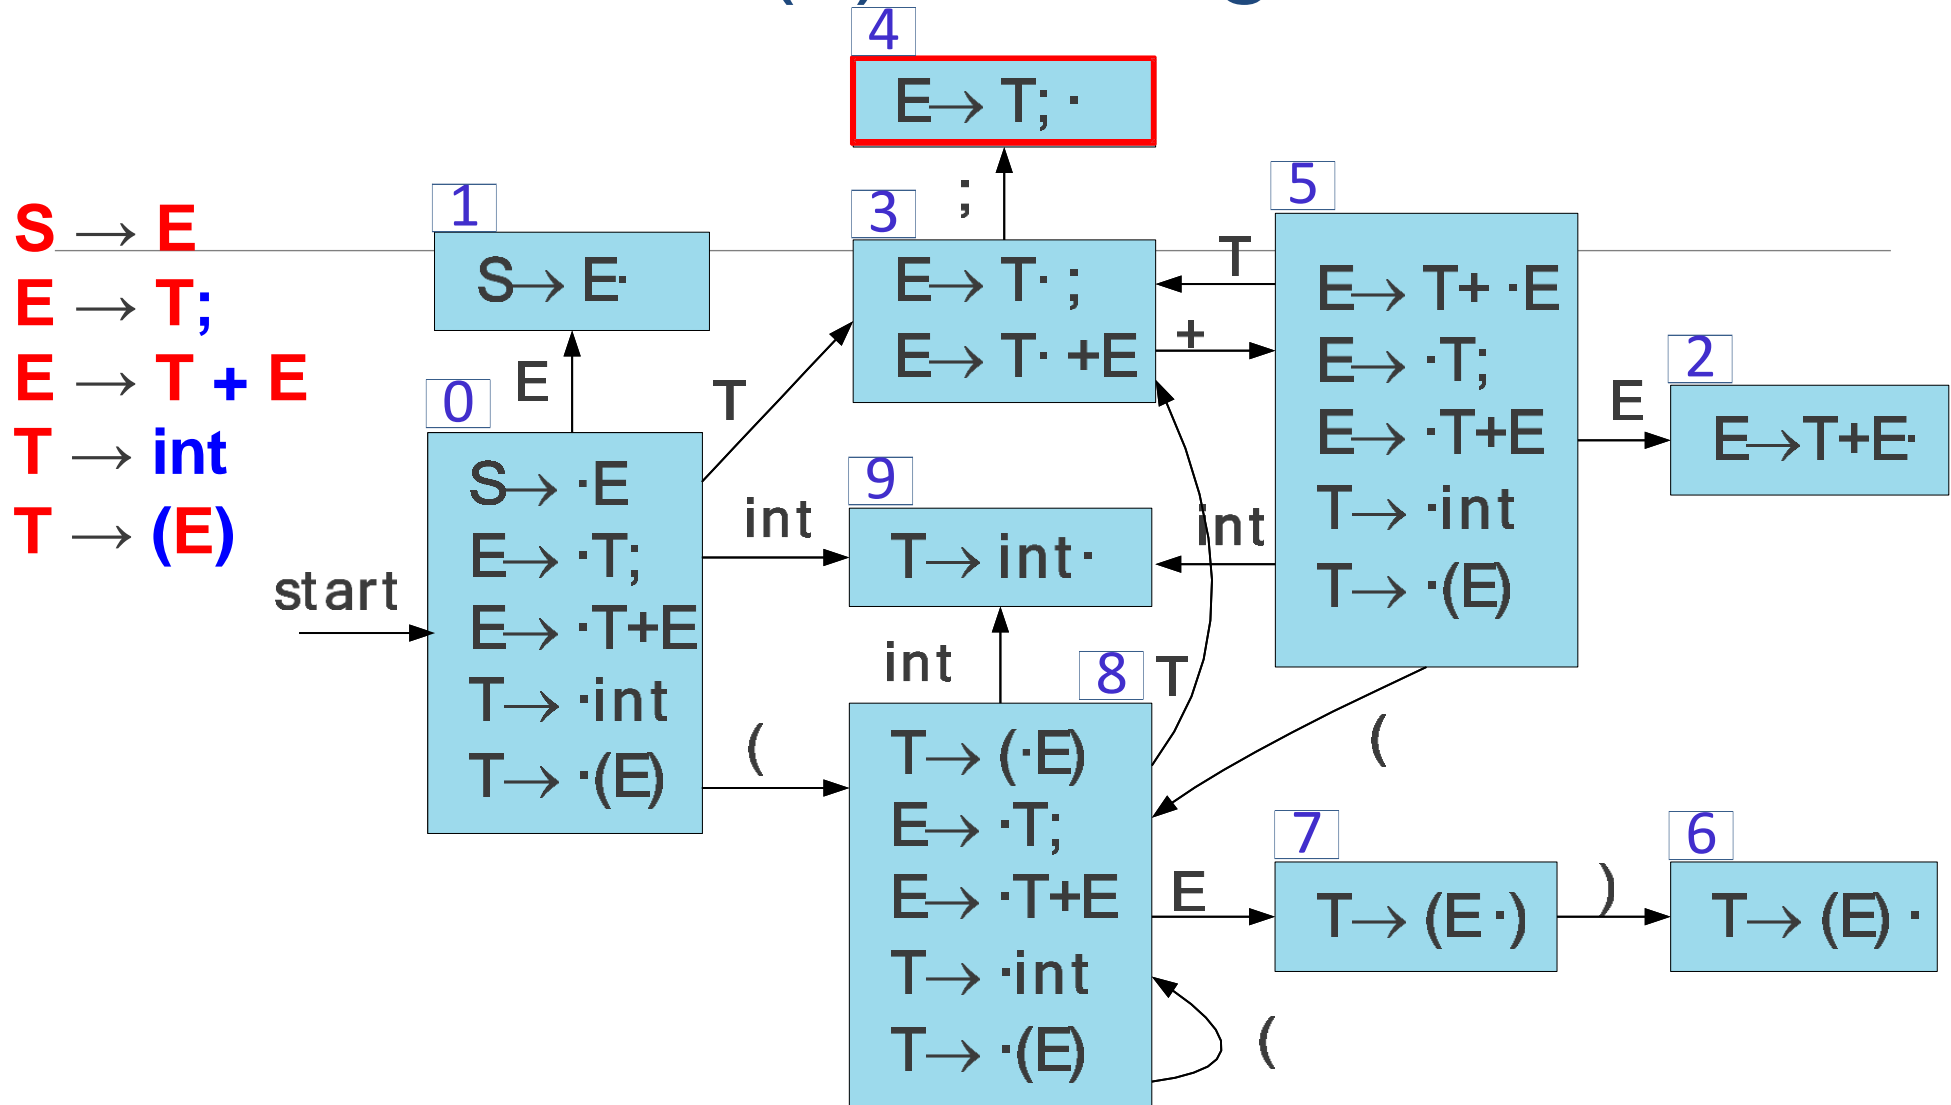 4
E→ T; ·
S → E
E → T;
E → T + E
T → int
T → (E)
1
S→ E·
;
3
E→ T· ;
E→ T· +E
T
+
5
E→ T+ ·E
E→ ·T;
E→ ·T+E
T→ ·int
T→ ·(E)
E
2
E→T+E·
E
T
0
start
S→ ·E
E→ ·T;
E→ ·T+E
T→ ·int
T→ ·(E)
int
9
T→ int·
int
int
(
8
T
(
T→ (·E)
E→ ·T;
E→ ·T+E
T→ ·int
T→ ·(E)
E
7
T→ (E·)
)
6
T→ (E) ·
(